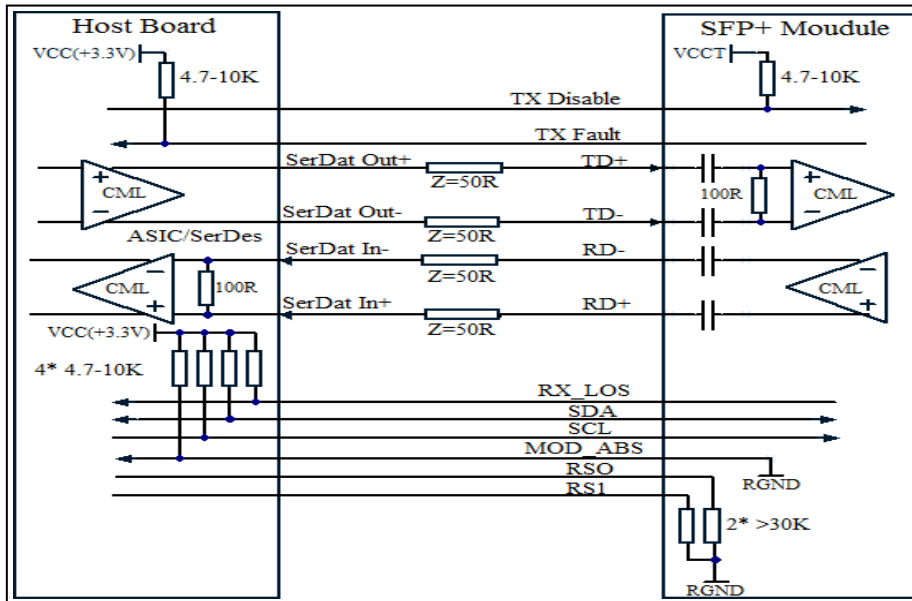 Host Board
SFP+ Moudule
VCC(+3.3V)
4.7-10K
VCCT
4.7-10K
TX Disable
TX Fault
SerDat Out+
TD+
CML
Z=50R
100R
CML
SerDat Out-
TD-
ASIC/SerDes
Z=50R
SerDat In-
RD-
CML
100R
Z=50R
CML
SerDat In+
RD+
VCC(+3.3V)
Z=50R
4* 4.7-10K
RX_LOS
SDA
SCL
MOD_ABS
RSO
RGND
RS1
2* >30K
RGND